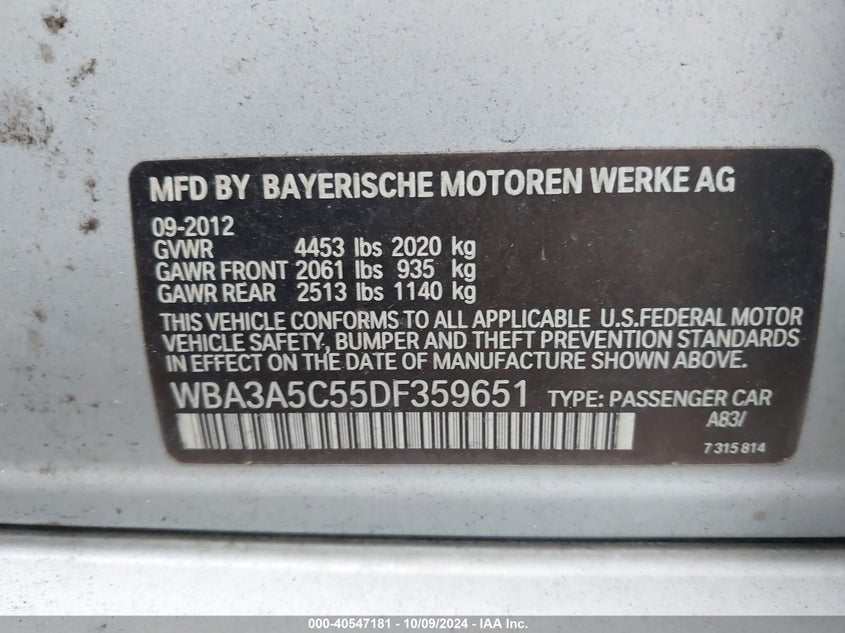 MFD BY BAYERISCHE MOTOREN WERKE AG
09-2012
GVWR 4453 lbs 2020 kg
GAWR FRONT 2061 lbs 935 kg
GAWR REAR 2513 lbs 1140 kg
THIS VEHICLE CONFORMS TO ALL APPLICABLE U.S.FEDERAL MOTOR
VEHICLE SAFETY, BUMPER AND THEFT PREVENTION STANDARDS
IN EFFECT ON THE DATE OF MANUFACTURE SHOWN ABOVE.
WBA3A5C55DF359651 TYPE: PASSENGER CAR
A83/
7 315 814
000-40547181 - 10/09/2024 - IAA Inc.